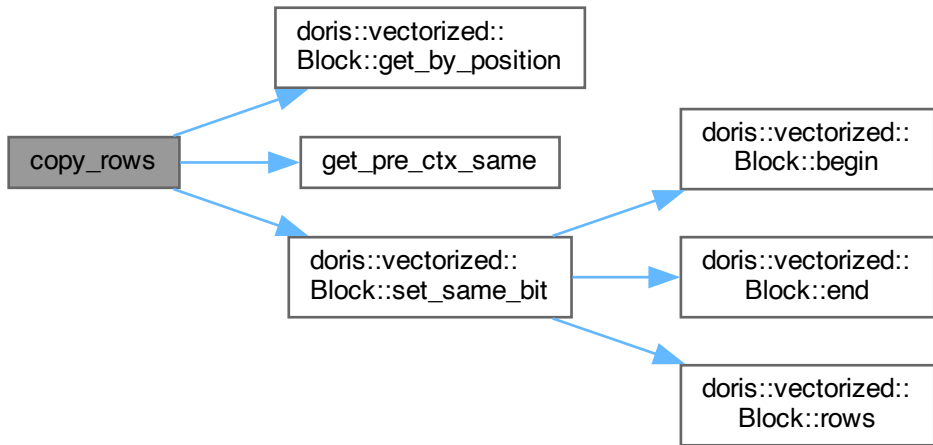 doris::vectorized::
Block::get_by_position
copy_rows
get_pre_ctx_same
doris::vectorized::
Block::set_same_bit
doris::vectorized::
Block::begin
doris::vectorized::
Block::end
doris::vectorized::
Block::rows